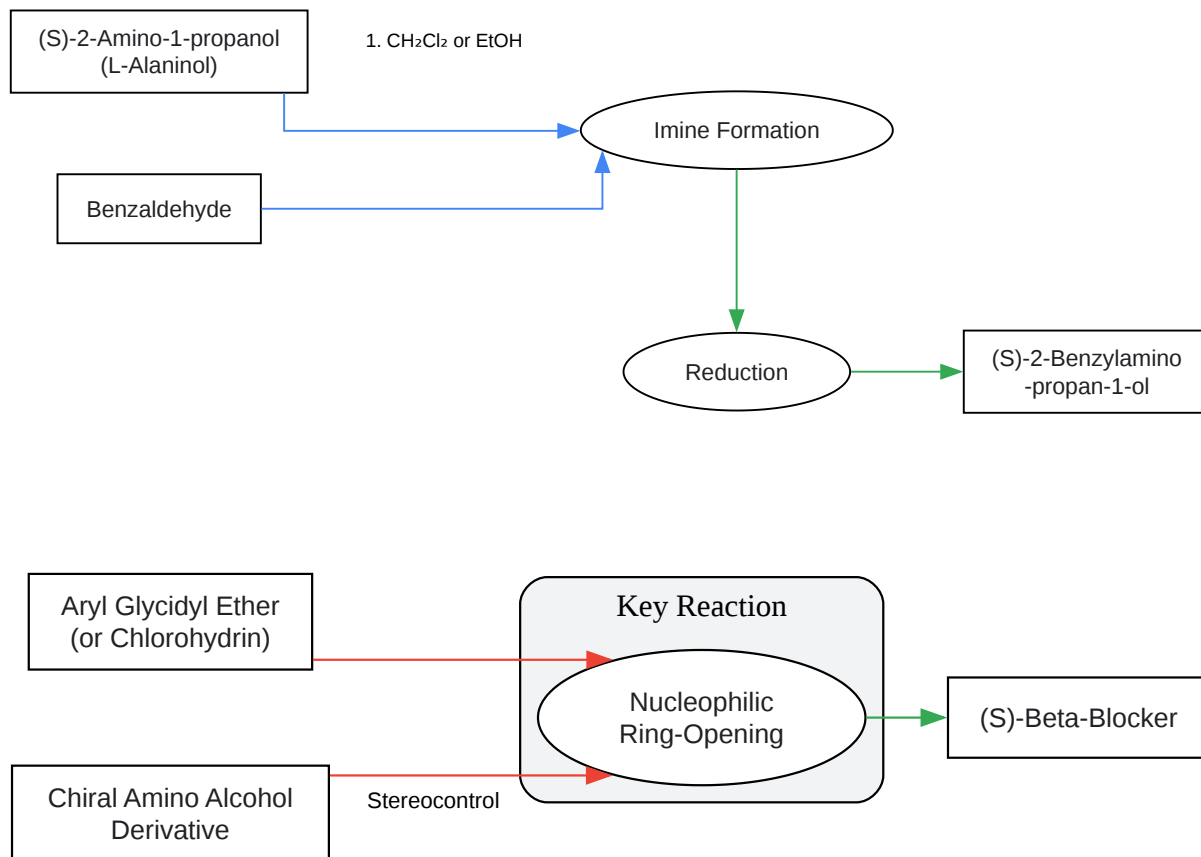 (S)-2-Amino-1-propanol
(L-Alaninol)
1. CH₂Cl₂ or EtOH
Imine Formation
Benzaldehyde
Reduction
(S)-2-Benzylamino
-propan-1-ol
Aryl Glycidyl Ether
(or Chlorohydrin)
Key Reaction
Nucleophilic
Ring-Opening
(S)-Beta-Blocker
Chiral Amino Alcohol
Derivative
Stereocontrol